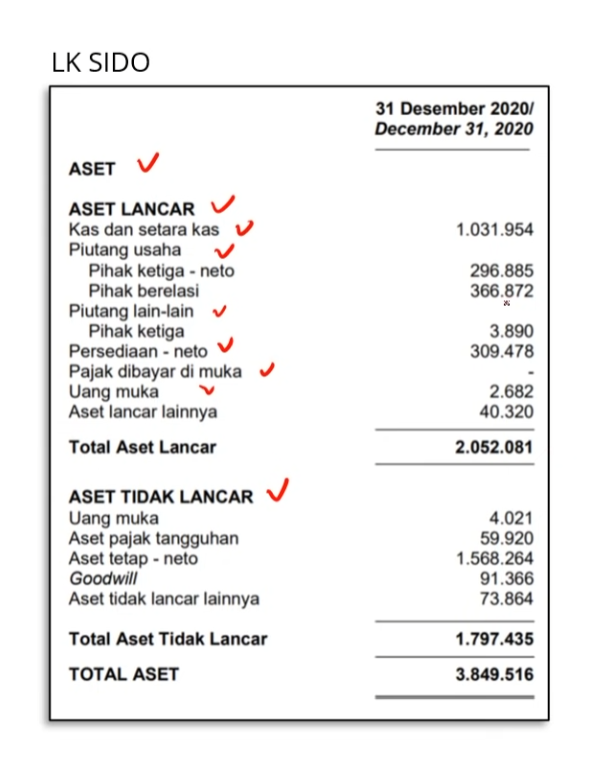 LK SIDO
31 Desember 2020/
December 31, 2020
ASET
ASET LANCAR
Kas dan setara kas 1.031.954
Piutang usaha
Pihak ketiga - neto 296.885
Pihak berelasi 366.872
Piutang lain-lain
Pihak ketiga 3.890
Persediaan - neto 309.478
Pajak dibayar di muka -
Uang muka 2.682
Aset lancar lainnya 40.320
Total Aset Lancar 2.052.081
ASET TIDAK LANCAR
Uang muka 4.021
Aset pajak tangguhan 59.920
Aset tetap - neto 1.568.264
Goodwill 91.366
Aset tidak lancar lainnya 73.864
Total Aset Tidak Lancar 1.797.435
TOTAL ASET 3.849.516